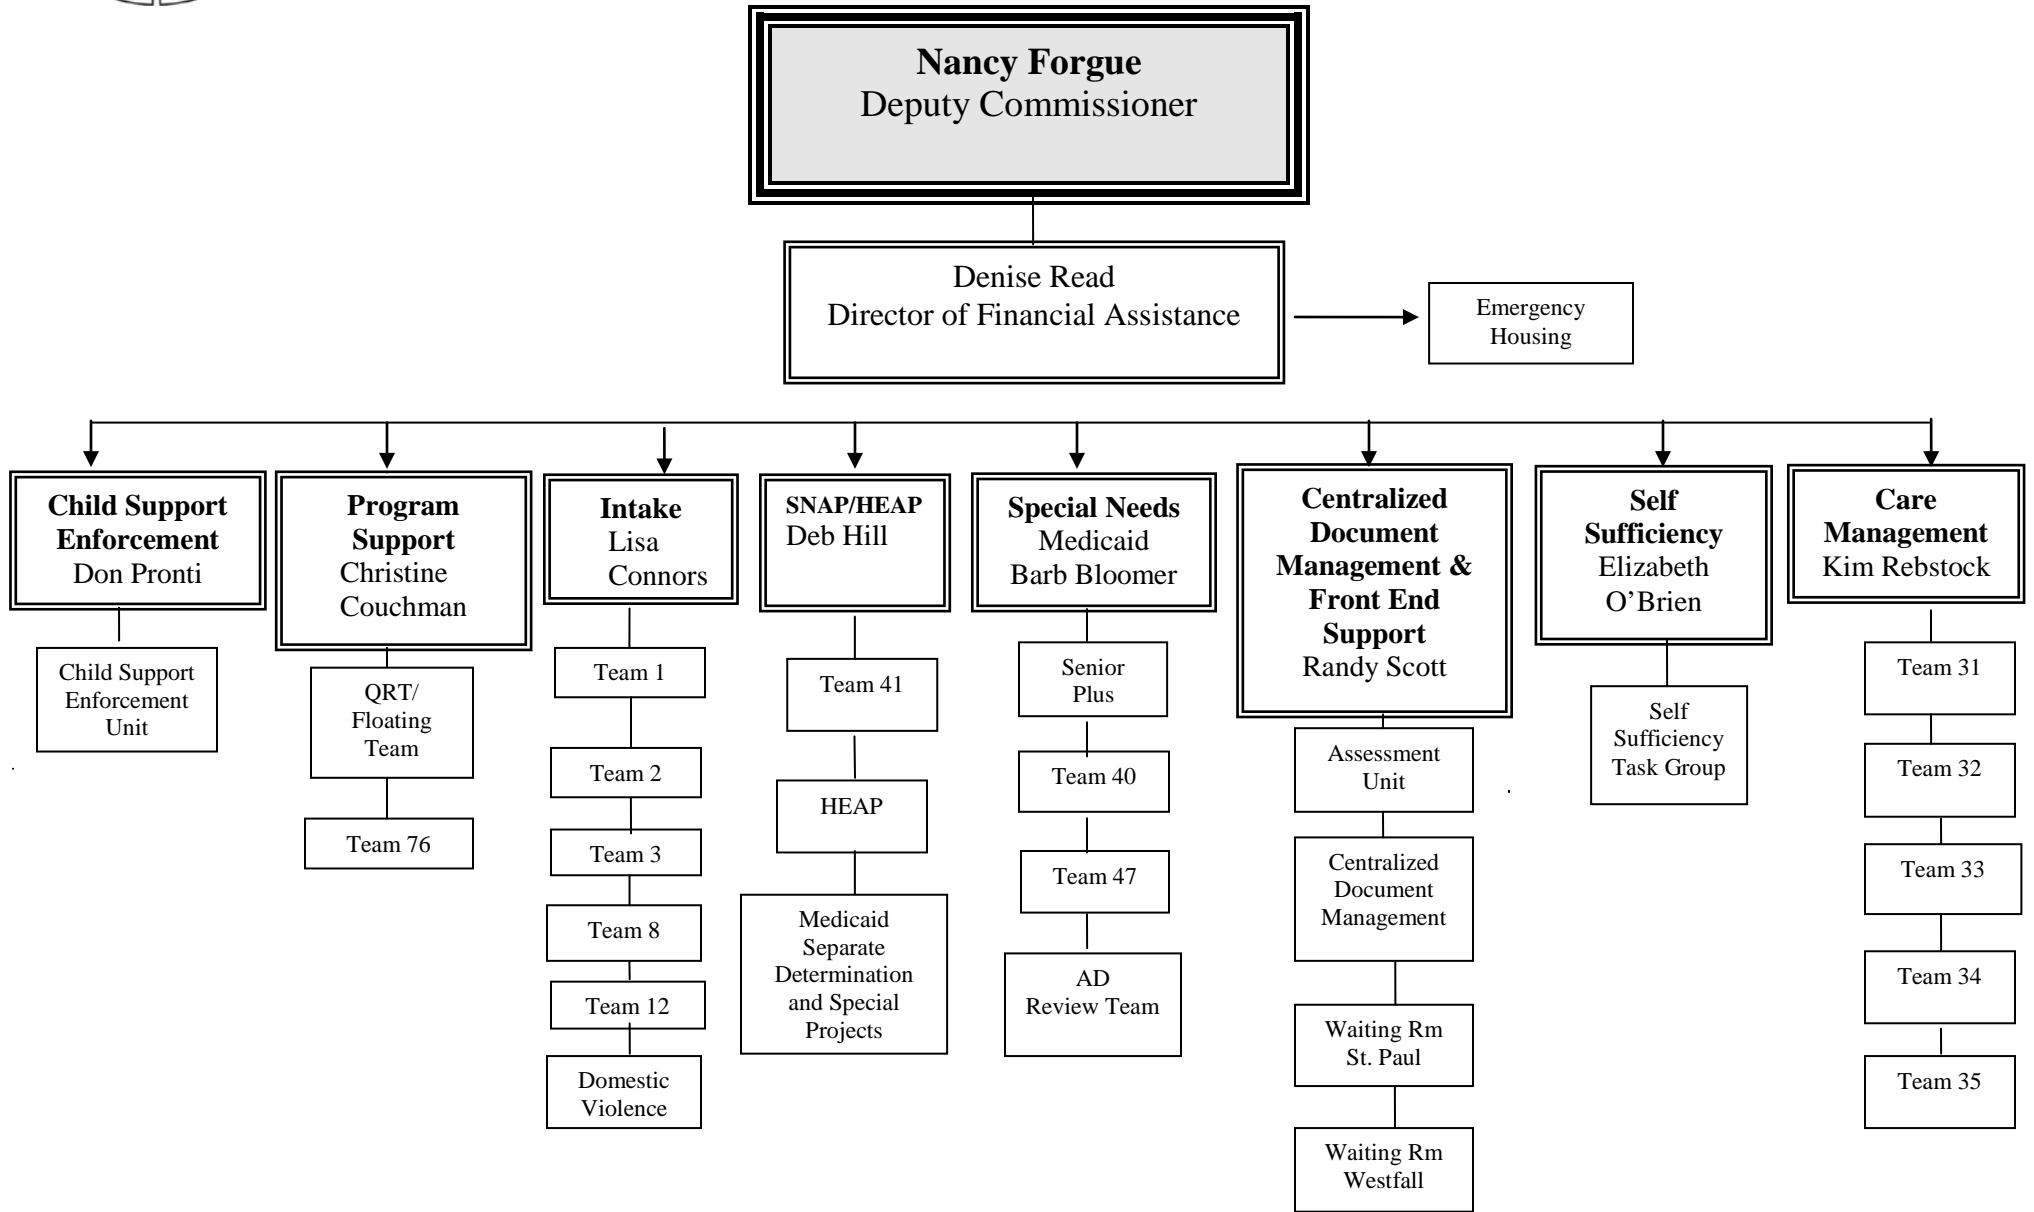 Nancy Forgue
Deputy Commissioner
Denise Read
Director of Financial Assistance
Emergency
Housing
Child Support
Enforcement
Don Pronti
Child Support
Enforcement
Unit
Program
Support
Christine
Couchman
QRT/
Floating
Team
Team 76
Intake
Lisa
Connors
Team 1
Team 2
Team 3
Team 8
Team 12
Domestic
Violence
SNAP/HEAP
Deb Hill
Team 41
HEAP
Medicaid
Separate
Determination
and Special
Projects
Special Needs
Medicaid
Barb Bloomer
Senior
Plus
Team 40
Team 47
AD
Review Team
Centralized
Document
Management &
Front End
Support
Randy Scott
Assessment
Unit
Centralized
Document
Management
Waiting Rm
St. Paul
Waiting Rm
Westfall
Self
Sufficiency
Elizabeth
O’Brien
Self
Sufficiency
Task Group
Care
Management
Kim Rebstock
Team 31
Team 32
Team 33
Team 34
Team 35